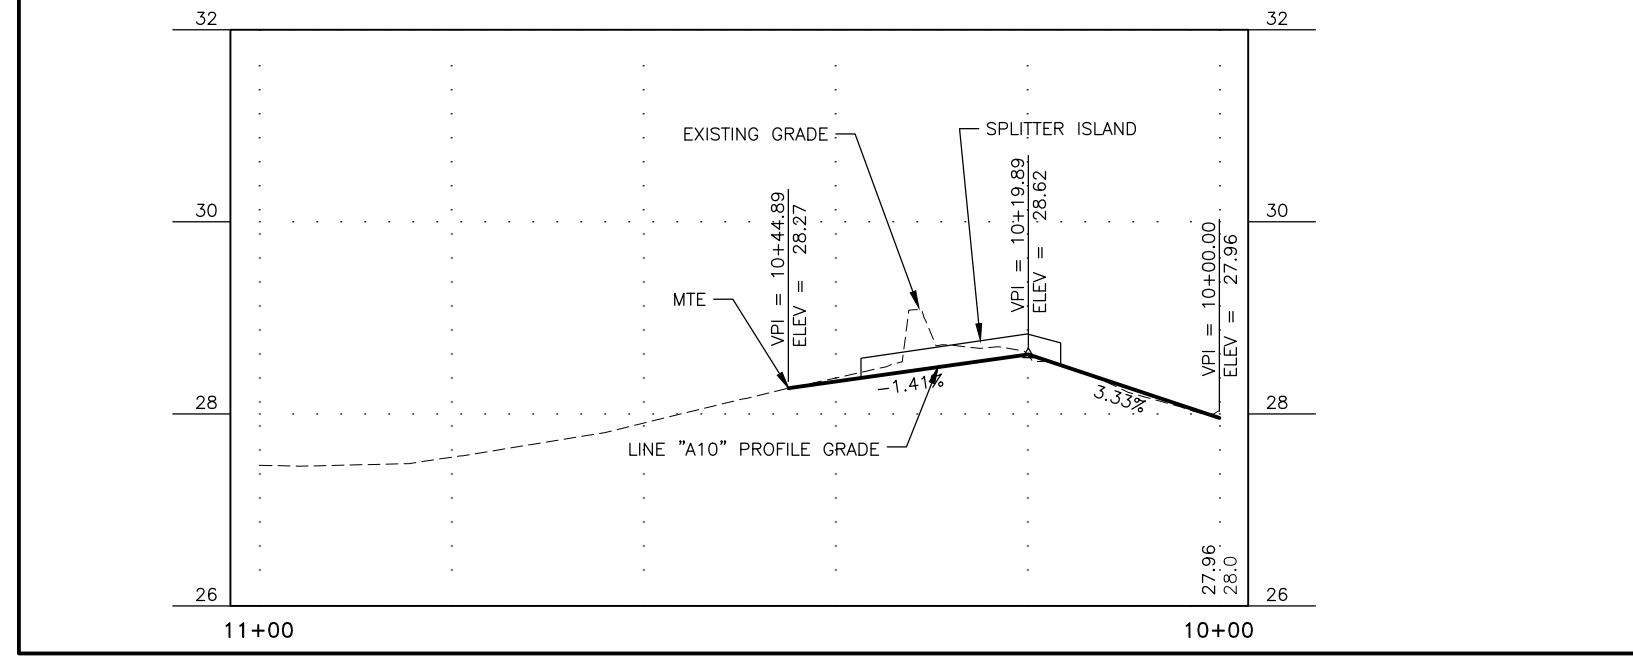 32
32
SPLITTER ISLAND
EXISTING GRADE
VPI = 10+19.89
ELEV = 28.62
30
30
VPI = 10+44.89
ELEV = 28.27
VPI = 10+00.00
ELEV = 27.96
MTE
-1.41%
3.33%
28
28
LINE "A10" PROFILE GRADE
27.96
28.0
26
26
11+00
10+00